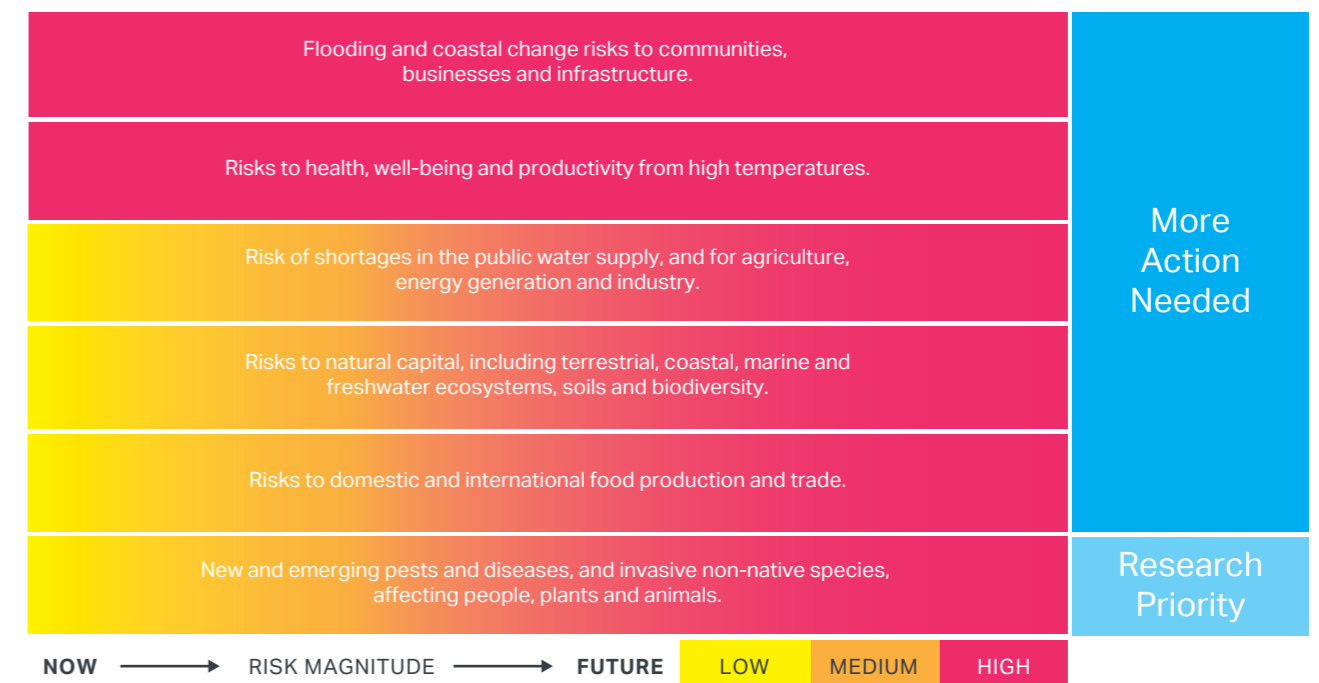 Flooding and coastal change risks to communities,
businesses and infrastructure.
Risks to health, well-being and productivity from high temperatures.
Risk of shortages in the public water supply, and for agriculture,
energy generation and industry.
Risks to natural capital, including terrestrial, coastal, marine and
freshwater ecosystems, soils and biodiversity.
Risks to domestic and international food production and trade.
More
Action
Needed
New and emerging pests and diseases, and invasive non-native species,
affecting people, plants and animals.
Research
Priority
NOW RISK MAGNITUDE FUTURE LOW MEDIUM HIGH